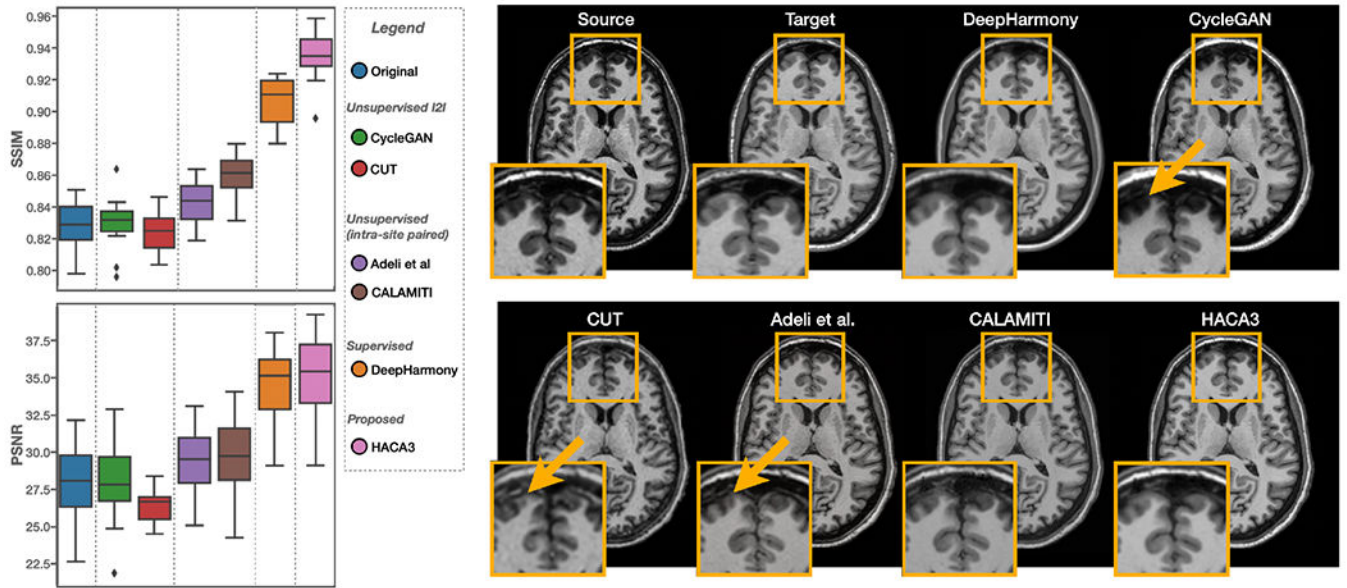 SSIM
0.96
0.94
0.92
0.90
0.88
0.86
0.84
0.82
0.80
PSNR
37.5
35.0
32.5
30.0
27.5
25.0
22.5
Legend
Original
Unsupervised I2I
CycleGAN
CUT
Unsupervised
(intra-site paired)
Adeli et al
CALAMITI
Supervised
DeepHarmony
Proposed
HACA3
Source Target DeepHarmony CycleGAN
CUT Adeli et al. CALAMITI HACA3